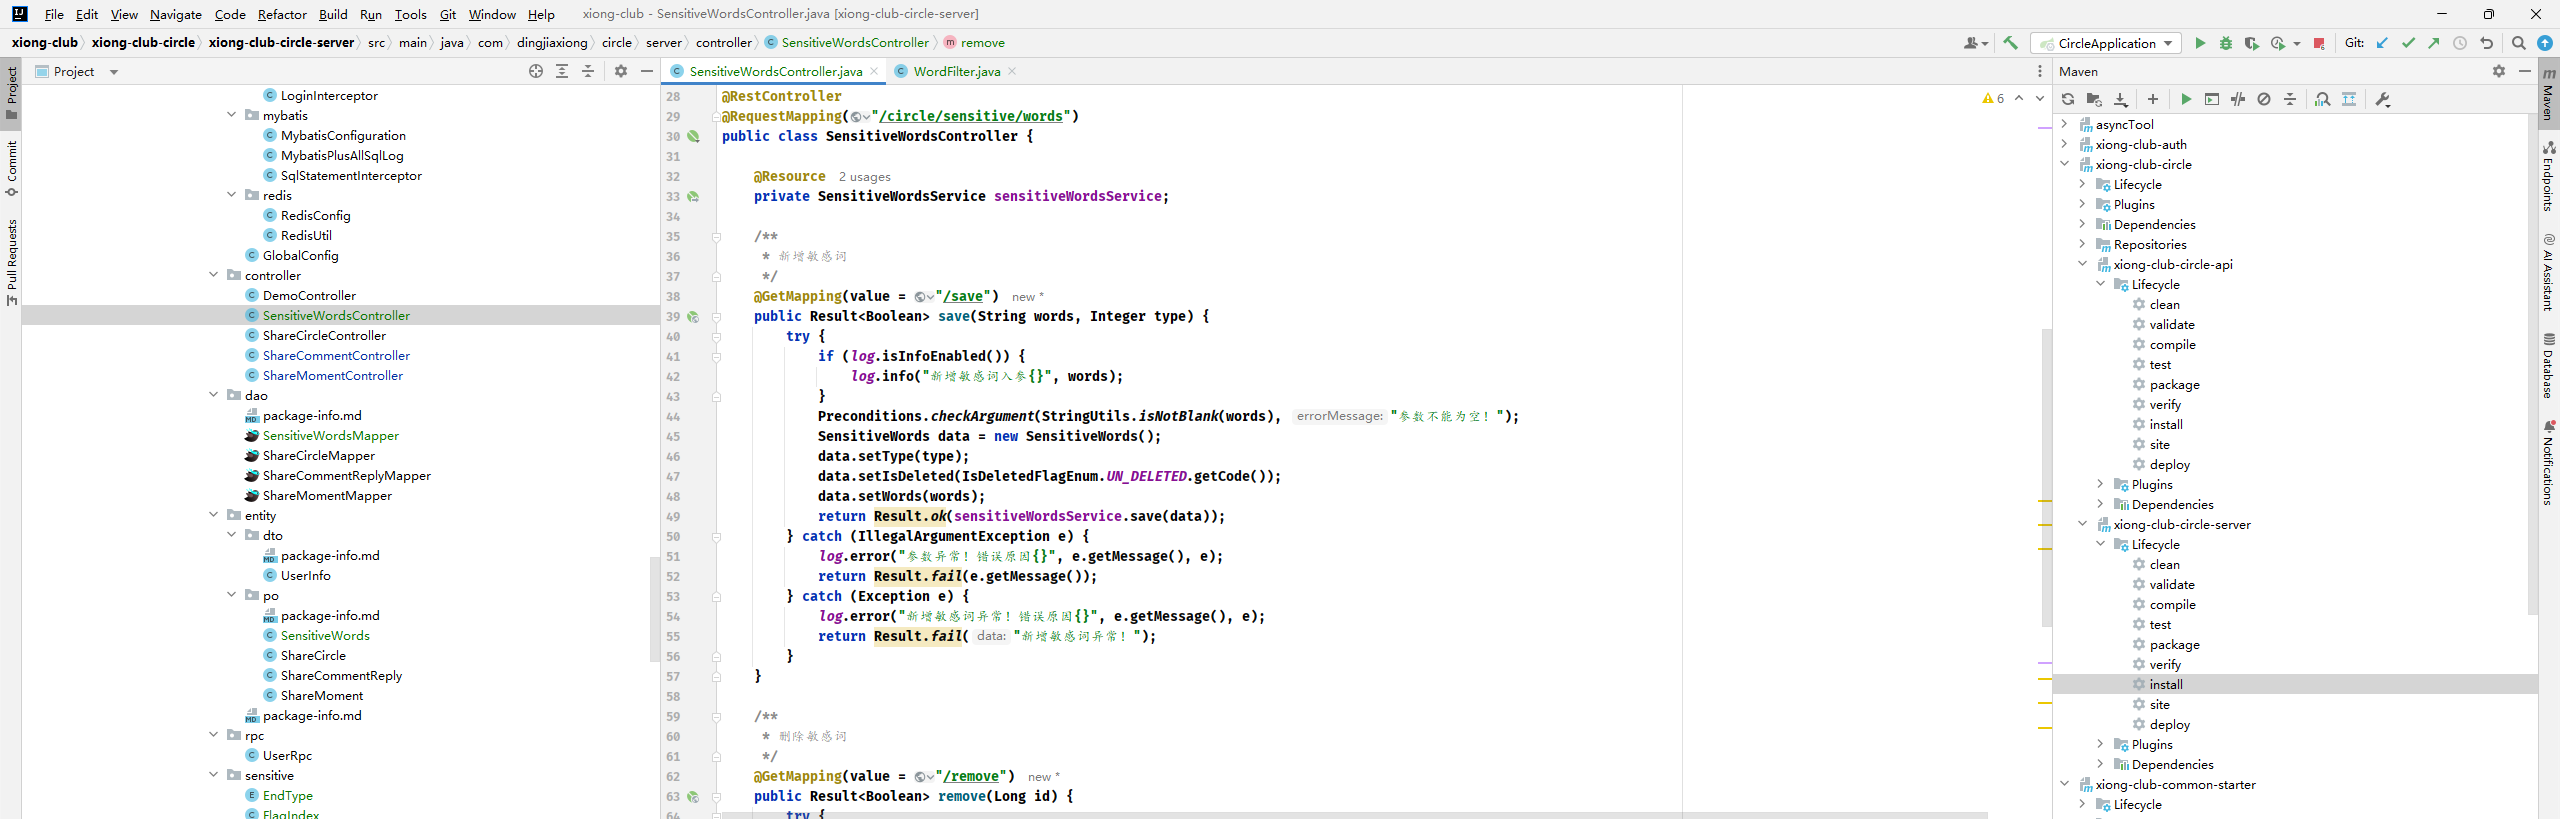 File Edit View Navigate Code Refactor Build Run Tools Git Window Help xiong-club - SensitiveWordsController.java [xiong-club-circle-server]
xiong-club xiong-club-circle xiong-club-circle-server src main java com dingjiaxiong circle server controller SensitiveWordsController remove CircleApplication Git:
Project
Commit
Pull Requests
Project
LoginInterceptor
mybatis
MybatisConfiguration
MybatisPlusAllSqlLog
SqlStatementInterceptor
redis
RedisConfig
RedisUtil
GlobalConfig
controller
DemoController
SensitiveWordsController
ShareCircleController
ShareCommentController
ShareMomentController
dao
package-info.md
SensitiveWordsMapper
ShareCircleMapper
ShareCommentReplyMapper
ShareMomentMapper
entity
dto
package-info.md
UserInfo
po
package-info.md
SensitiveWords
ShareCircle
ShareCommentReply
ShareMoment
package-info.md
rpc
UserRpc
sensitive
EndType
FlagIndex
SensitiveWordsController.java WordFilter.java
6
28 @RestController
29 @RequestMapping("/circle/sensitive/words")
30 public class SensitiveWordsController {
31
32 @Resource 2 usages
33 private SensitiveWordsService sensitiveWordsService;
34
35 /**
36 * 新增敏感词
37 */
38 @GetMapping(value = "/save") new *
39 public Result<Boolean> save(String words, Integer type) {
40 try {
41 if (log.isInfoEnabled()) {
42 log.info("新增敏感词入参{}", words);
43 }
44 Preconditions.checkArgument(StringUtils.isNotBlank(words), errorMessage: "参数不能为空！");
45 SensitiveWords data = new SensitiveWords();
46 data.setType(type);
47 data.setIsDeleted(IsDeletedFlagEnum.UN_DELETED.getCode());
48 data.setWords(words);
49 return Result.ok(sensitiveWordsService.save(data));
50 } catch (IllegalArgumentException e) {
51 log.error("参数异常！错误原因{}", e.getMessage(), e);
52 return Result.fail(e.getMessage());
53 } catch (Exception e) {
54 log.error("新增敏感词异常！错误原因{}", e.getMessage(), e);
55 return Result.fail( data: "新增敏感词异常！");
56 }
57 }
58
59 /**
60 * 删除敏感词
61 */
62 @GetMapping(value = "/remove") new *
63 public Result<Boolean> remove(Long id) {
64 try {
Maven
asyncTool
xiong-club-auth
xiong-club-circle
Lifecycle
Plugins
Dependencies
Repositories
xiong-club-circle-api
Lifecycle
clean
validate
compile
test
package
verify
install
site
deploy
Plugins
Dependencies
xiong-club-circle-server
Lifecycle
clean
validate
compile
test
package
verify
install
site
deploy
Plugins
Dependencies
xiong-club-common-starter
Lifecycle
Maven
Endpoints
AI Assistant
Database
Notifications